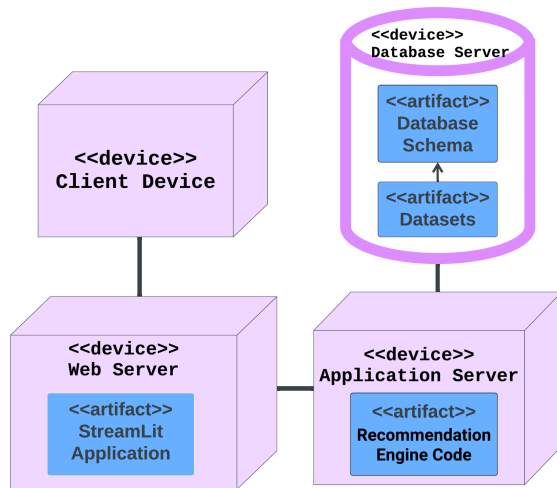 <<device>>
Database Server
<<artifact>>
Database
Schema
<<artifact>>
Datasets
<<device>>
Client Device
<<device>>
Web Server
<<artifact>>
StreamLit
Application
<<device>>
Application Server
<<artifact>>
Recommendation
Engine Code